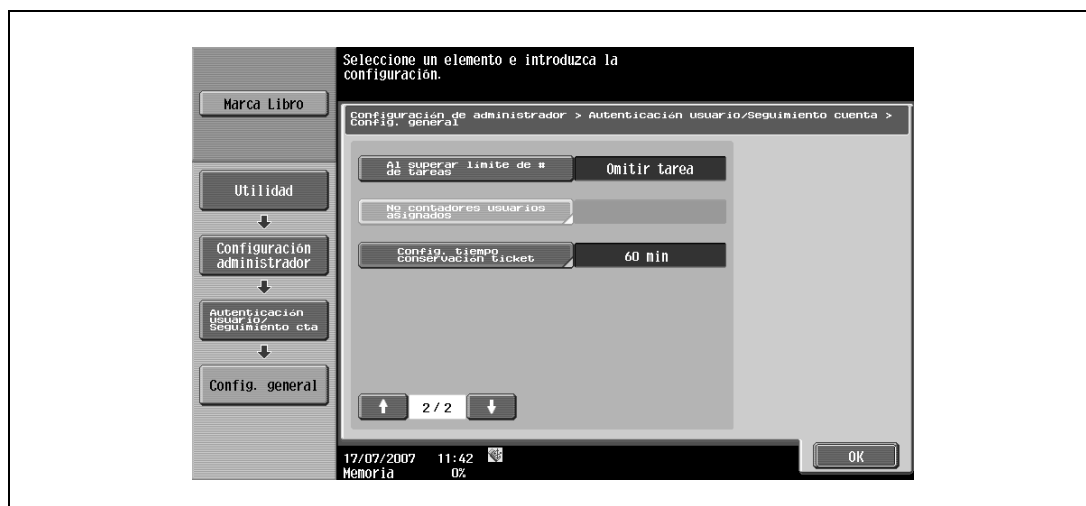 Seleccione un elemento e introduzca la
configuración.
Marca Libro
Configuración de administrador > Autenticación usuario/Seguimiento cuenta >
Config. general
Al superar límite de #
de tareas
Omitir tarea
Utilidad
No contadores usuarios
asignados
Configuración
administrador
Config. tiempo
conservación ticket
60 min
Autenticación
usuario/
Seguimiento cta
Config. general
2/2
17/07/2007 11:42
Memoria 0%
OK